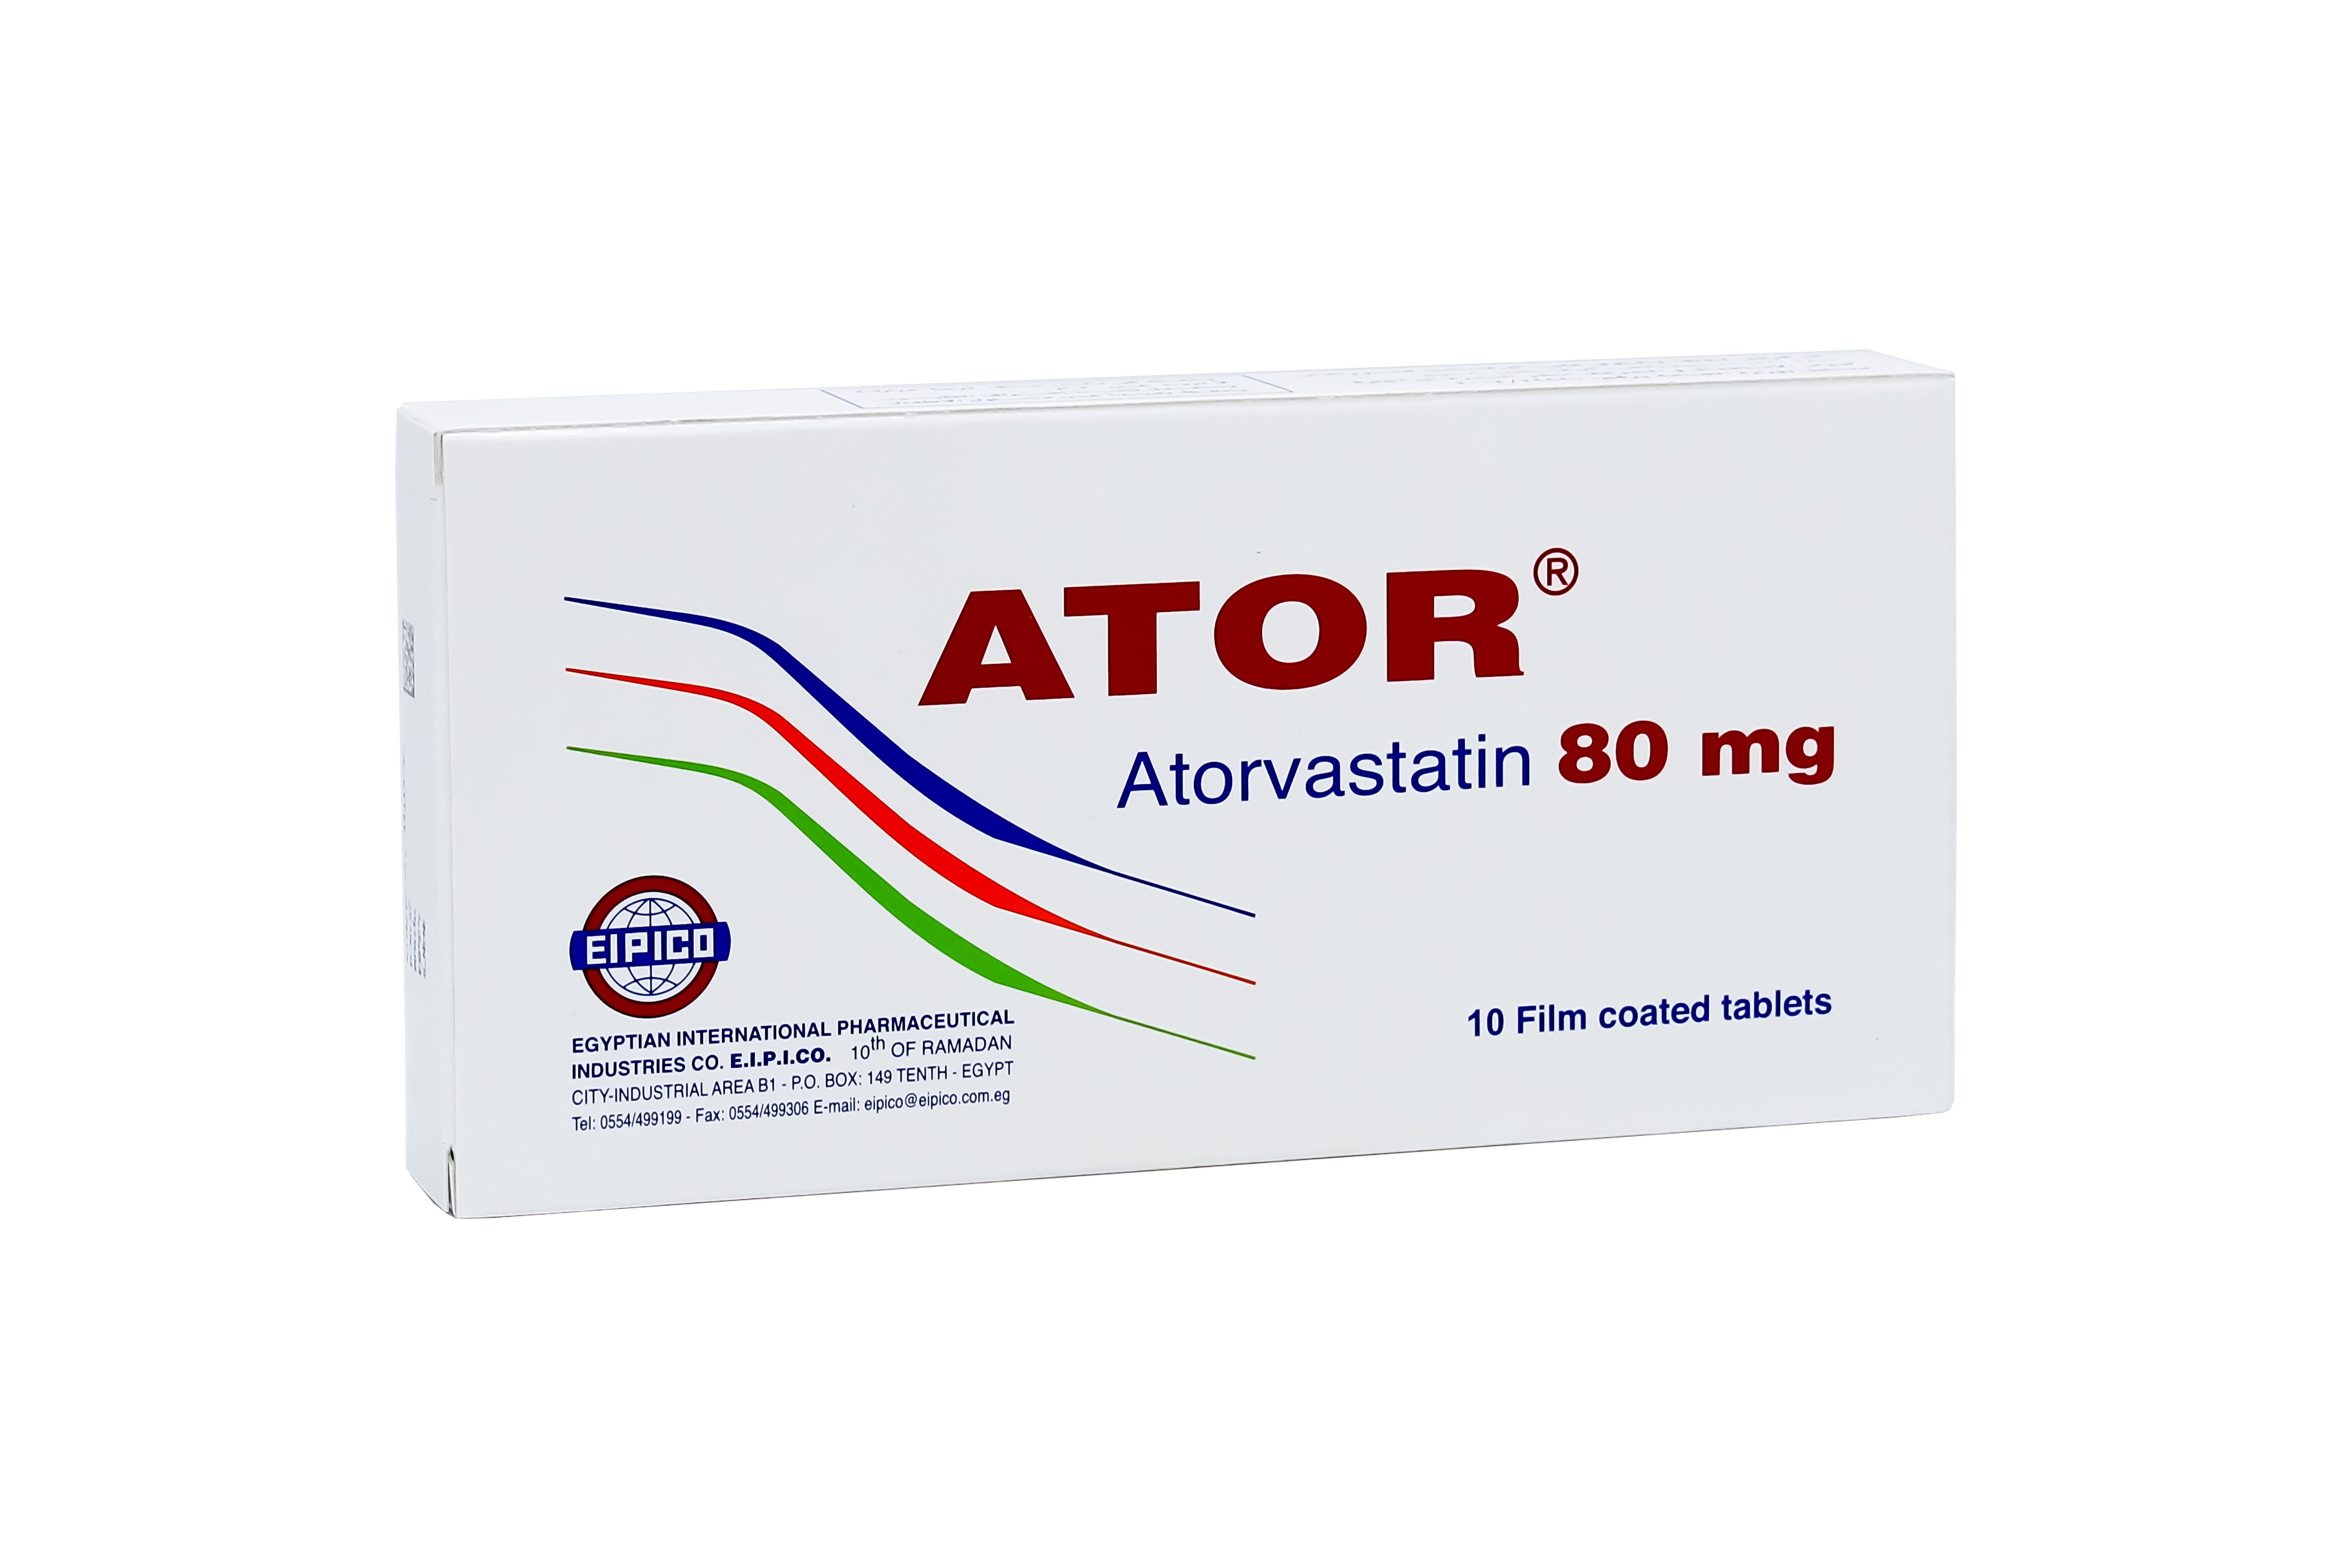 ATOR®
Atorvastatin 80 mg
EIPICO
EGYPTIAN INTERNATIONAL PHARMACEUTICAL
INDUSTRIES CO. E.I.P.I.CO. 10th OF RAMADAN
CITY-INDUSTRIAL AREA B1 - P.O. BOX: 149 TENTH - EGYPT
Tel: 0554/499199 - Fax: 0554/499306 E-mail: eipico@eipico.com.eg
10 Film coated tablets